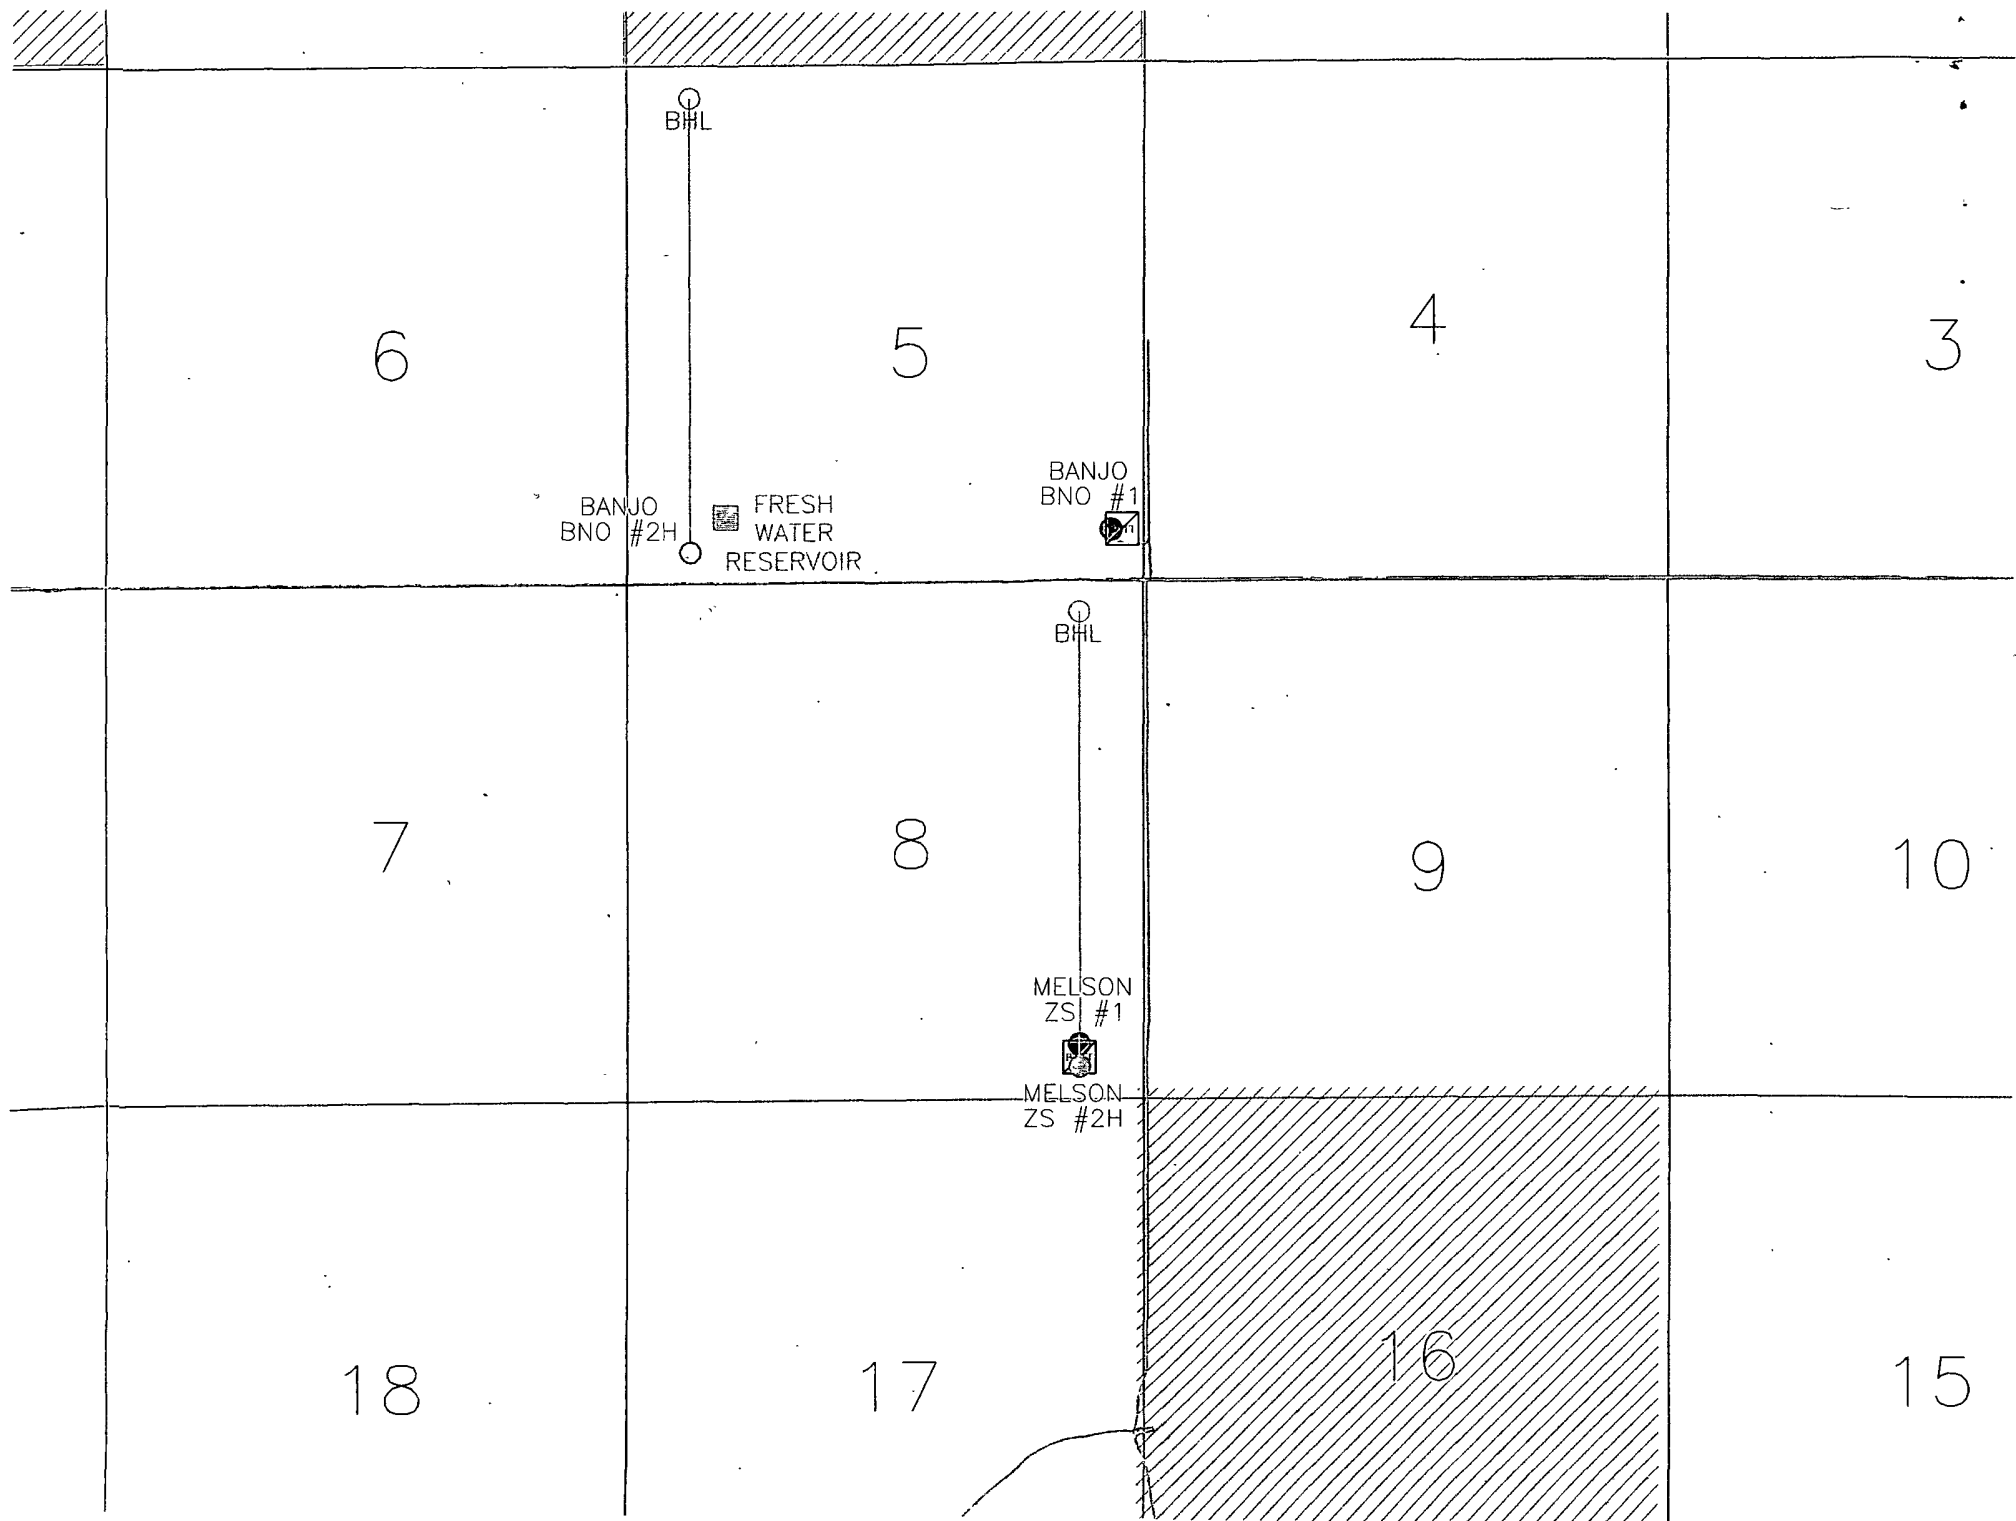 BHL
6
5
4
3
BANJO
BNO #1
BANJO
BNO #2H
FRESH
WATER
RESERVOIR
BHL
7
8
9
10
MELSON
ZS #1
MELSON
ZS #2H
18
17
16
15